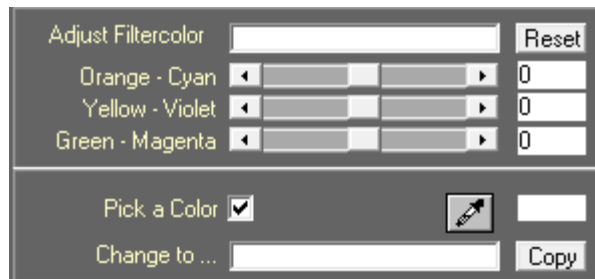 Adjust Filtercolor Reset
Orange - Cyan 0
Yellow - Violet 0
Green - Magenta 0
Pick a Color
Change to ... Copy